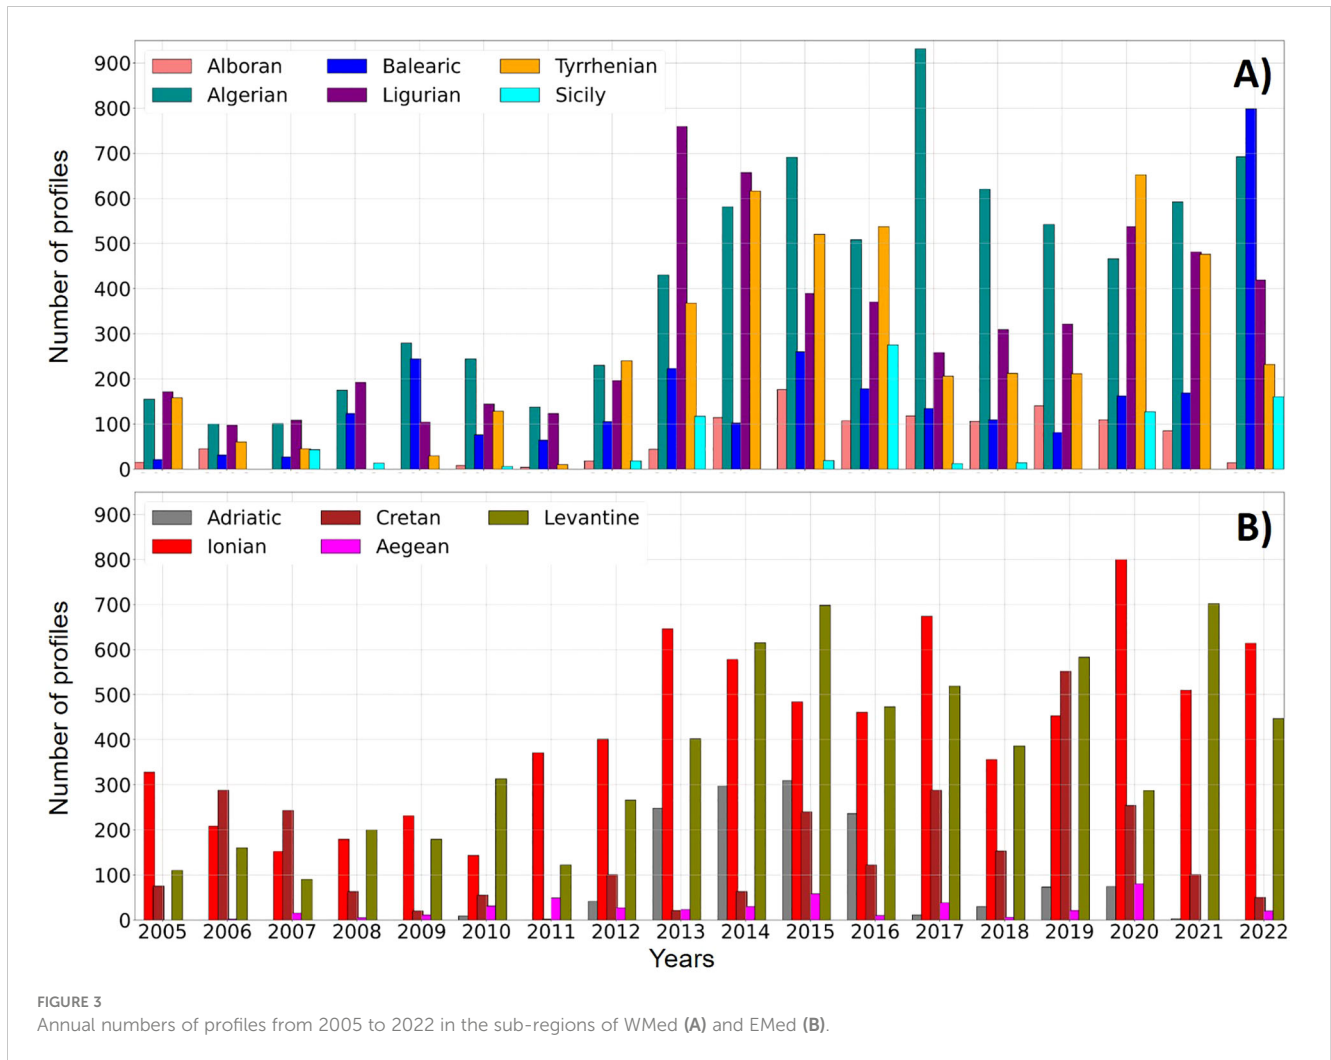 A)
Alboran
Balearic
Tyrrhenian
Algerian
Ligurian
Sicily
Number of profiles
900
800
700
600
500
400
300
200
100
0
B)
Adriatic
Cretan
Levantine
Ionian
Aegean
Number of profiles
900
800
700
600
500
400
300
200
100
0
2005 2006 2007 2008 2009 2010 2011 2012 2013 2014 2015 2016 2017 2018 2019 2020 2021 2022
Years
FIGURE 3
Annual numbers of profiles from 2005 to 2022 in the sub-regions of WMed (A) and EMed (B).